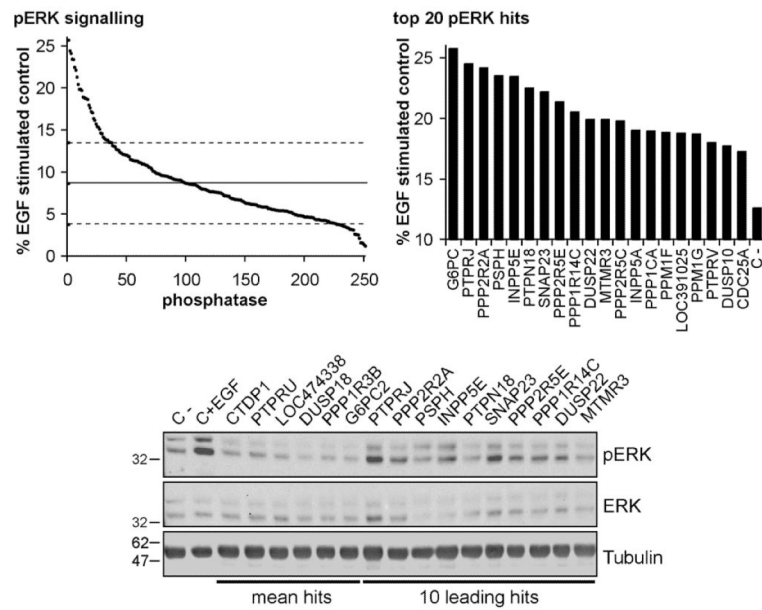 pERK signalling
% EGF stimulated control
25
20
15
10
5
0
0 50 100 150 200 250
phosphatase
top 20 pERK hits
% EGF stimulated control
25
20
15
10
G6PC
PTPRJ
PPP2R2A
PSPH
INPP5E
PTPN18
SNAP23
PPP2R5E
PPP1R14C
DUSP22
MTMR3
PPP2R5C
INPP5A
PPP1CA
PPM1F
LOC391025
PPM1G
PTPRV
DUSP10
CDC25A
C -
C -
C+EGF
CTDP1
PTPRU
LOC474338
DUSP18
PPP1R3B
G6PC2
PTPRJ
PPP2R2A
PSPH
INPP5E
PTPN18
SNAP23
PPP2R5E
PPP1R14C
DUSP22
MTMR3
32 pERK
32 ERK
62
47 Tubulin
mean hits 10 leading hits